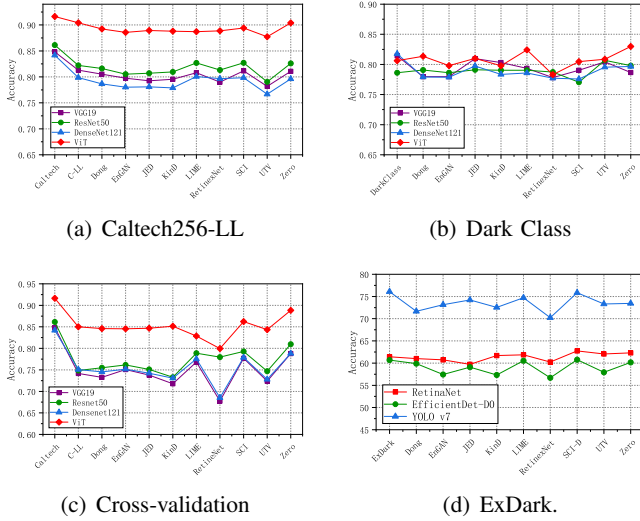 0.95
0.90
0.85
0.80
0.75
0.70
0.65
Accuracy
VGG19
ResNet50
DenseNet121
ViT
Caltech
C-LL
Dong
EnGAN
JED
KinD
LIME
RetinexNet
SCI
UTV
Zero
(a) Caltech256-LL
0.90
0.85
0.80
0.75
0.70
0.65
Accuracy
VGG19
ResNet50
DenseNet121
ViT
DarkClass
Dong
EnGAN
JED
KinD
LIME
RetinexNet
SCI
UTV
Zero
(b) Dark Class
0.95
0.90
0.85
0.80
0.75
0.70
0.65
0.60
Accuracy
VGG19
Resnet50
Densenet121
ViT
Caltech
C-LL
Dong
EnGAN
JED
KinD
LIME
RetineNet
SCI
UTV
Zero
(c) Cross-validation
80
75
70
65
60
55
50
45
Accuracy
RetinaNet
EfficientDet-D0
YOLO v7
ExDark
Dong
EnGAN
JED
KinD
LIME
RetinexNet
SCI-D
UTV
Zero
(d) ExDark.